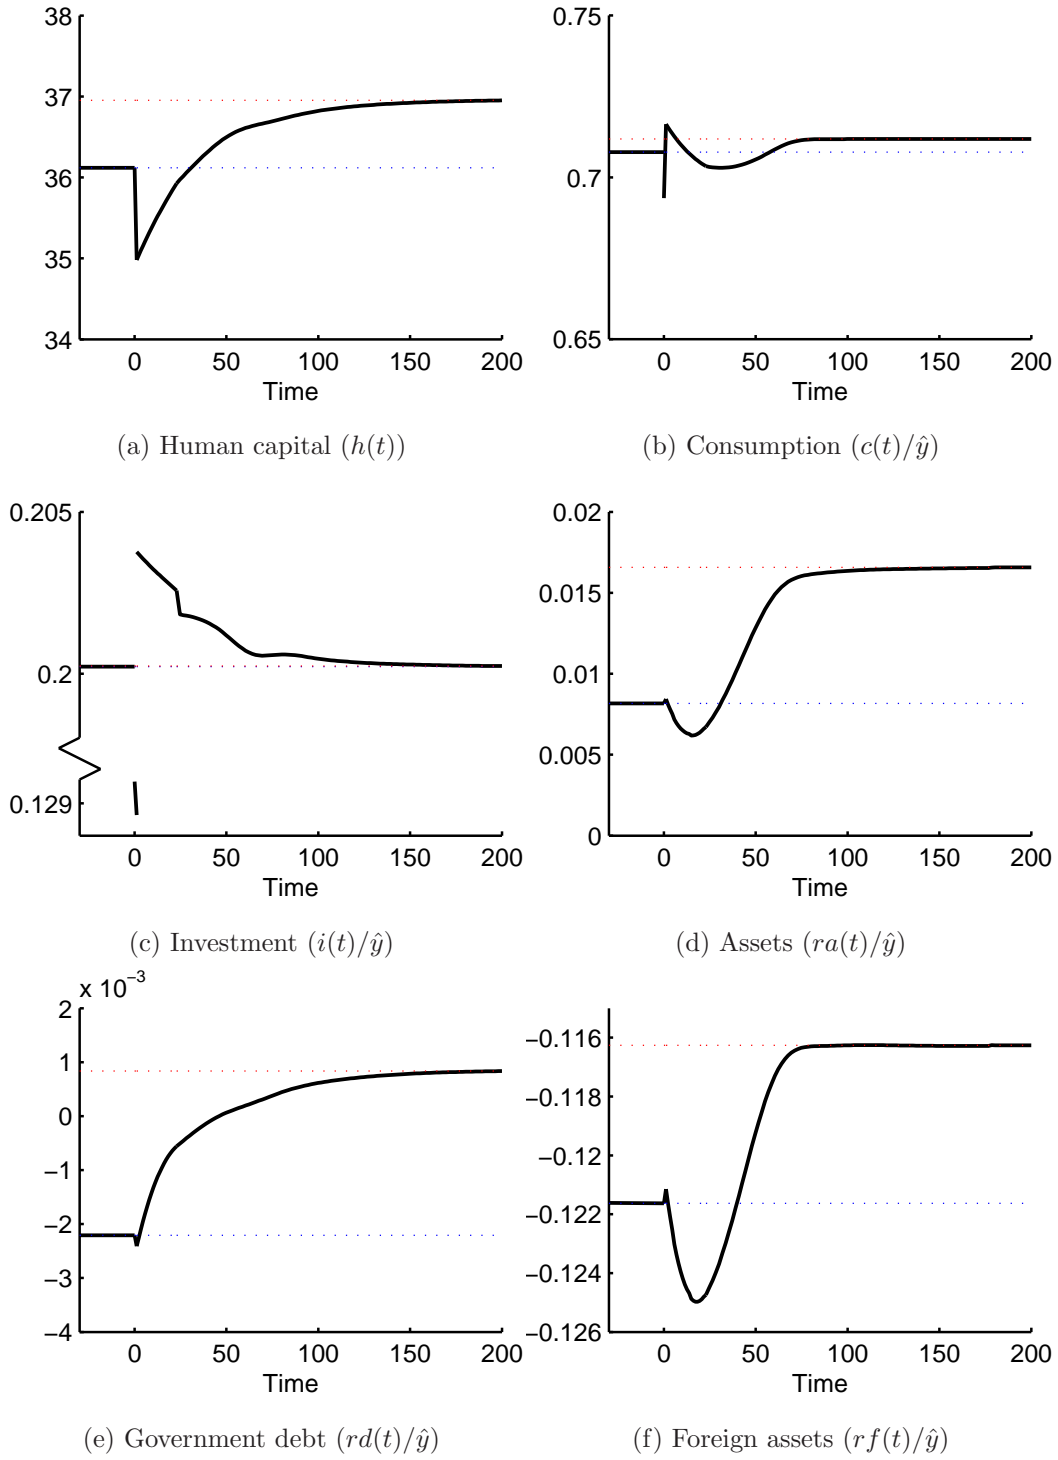 38
37
36
35
34
0 50 100 150 200
Time
(a) Human capital (h(t))
0.75
0.7
0.65
0 50 100 150 200
Time
(b) Consumption (c(t)/ŷ)
0.205
0.2
0.129
0 50 100 150 200
Time
(c) Investment (i(t)/ŷ)
0.02
0.015
0.01
0.005
0
0 50 100 150 200
Time
(d) Assets (ra(t)/ŷ)
x 10⁻³
2
1
0
−1
−2
−3
−4
0 50 100 150 200
Time
(e) Government debt (rd(t)/ŷ)
−0.116
−0.118
−0.12
−0.122
−0.124
−0.126
0 50 100 150 200
Time
(f) Foreign assets (rf(t)/ŷ)